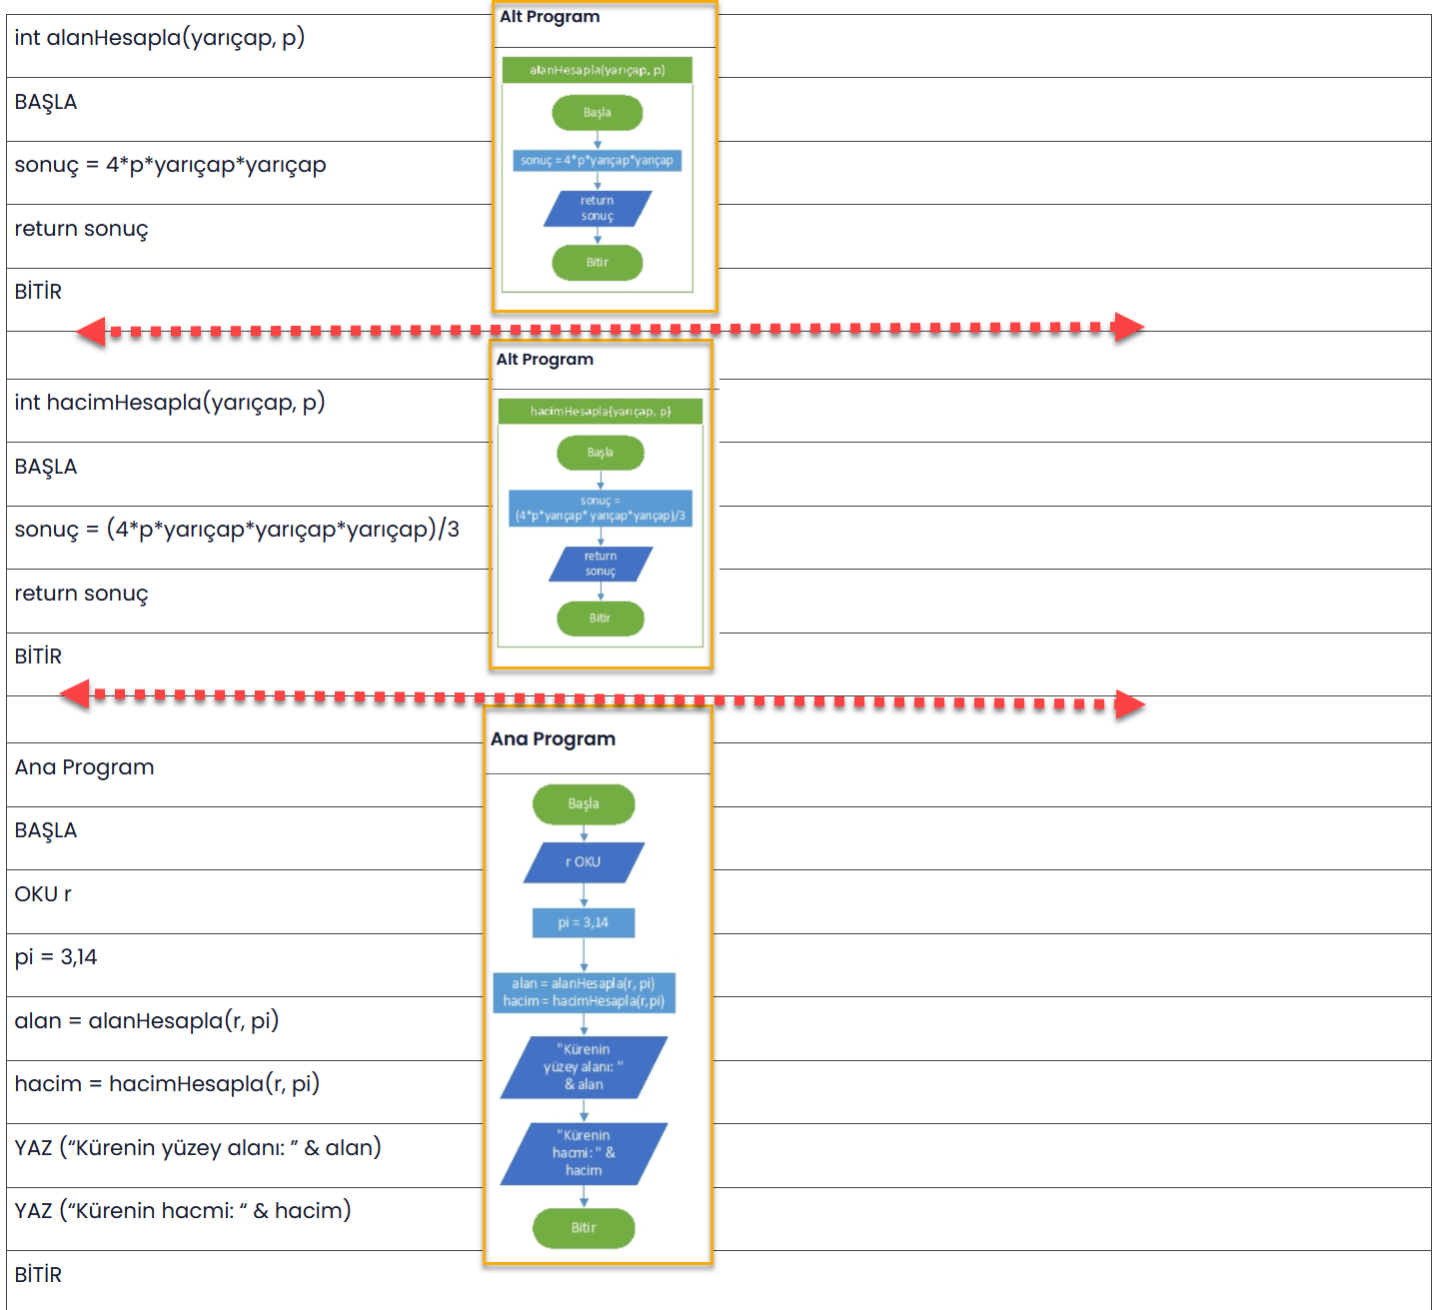 int alanHesapla(yarıçap, p)
BAŞLA
sonuç = 4*p*yarıçap*yarıçap
return sonuç
BİTİR
Alt Program
alanHesapla(yarıçap, p)
Başla
sonuç = 4*p*yarıçap*yarıçap
return
sonuç
Bitir
int hacimHesapla(yarıçap, p)
BAŞLA
sonuç = (4*p*yarıçap*yarıçap*yarıçap)/3
return sonuç
BİTİR
Alt Program
hacimHesapla(yarıçap, p)
Başla
sonuç =
(4*p*yarıçap* yarıçap*yarıçap)/3
return
sonuç
Bitir
Ana Program
BAŞLA
OKU r
pi = 3,14
alan = alanHesapla(r, pi)
hacim = hacimHesapla(r, pi)
YAZ (“Kürenin yüzey alanı: ” & alan)
YAZ (“Kürenin hacmi: “ & hacim)
BİTİR
Ana Program
Başla
r OKU
pi = 3,14
alan = alanHesapla(r, pi)
hacim = hacimHesapla(r,pi)
"Kürenin
yüzey alanı: "
& alan
"Kürenin
hacmi: " &
hacim
Bitir